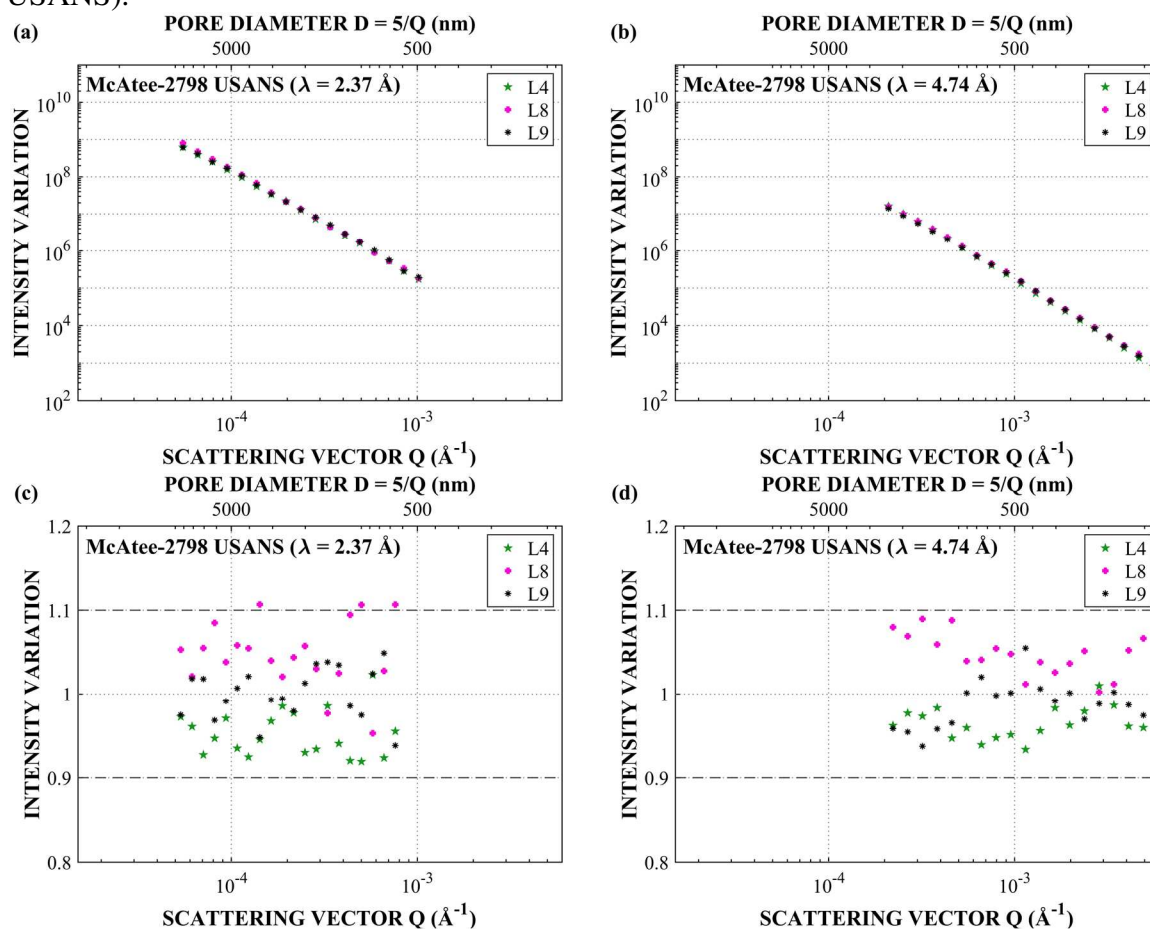 USANS).
(a) PORE DIAMETER D = 5/Q (nm)
5000 500
McAtee-2798 USANS (λ = 2.37 Å)
L4
L8
L9
INTENSITY VARIATION
10^10
10^8
10^6
10^4
10^2
10^-4 10^-3
SCATTERING VECTOR Q (Å^-1)
(b) PORE DIAMETER D = 5/Q (nm)
5000 500
McAtee-2798 USANS (λ = 4.74 Å)
L4
L8
L9
INTENSITY VARIATION
10^10
10^8
10^6
10^4
10^2
10^-4 10^-3
SCATTERING VECTOR Q (Å^-1)
(c) PORE DIAMETER D = 5/Q (nm)
5000 500
McAtee-2798 USANS (λ = 2.37 Å)
L4
L8
L9
INTENSITY VARIATION
1.2
1.1
1
0.9
0.8
10^-4 10^-3
SCATTERING VECTOR Q (Å^-1)
(d) PORE DIAMETER D = 5/Q (nm)
5000 500
McAtee-2798 USANS (λ = 4.74 Å)
L4
L8
L9
INTENSITY VARIATION
1.2
1.1
1
0.9
0.8
10^-4 10^-3
SCATTERING VECTOR Q (Å^-1)